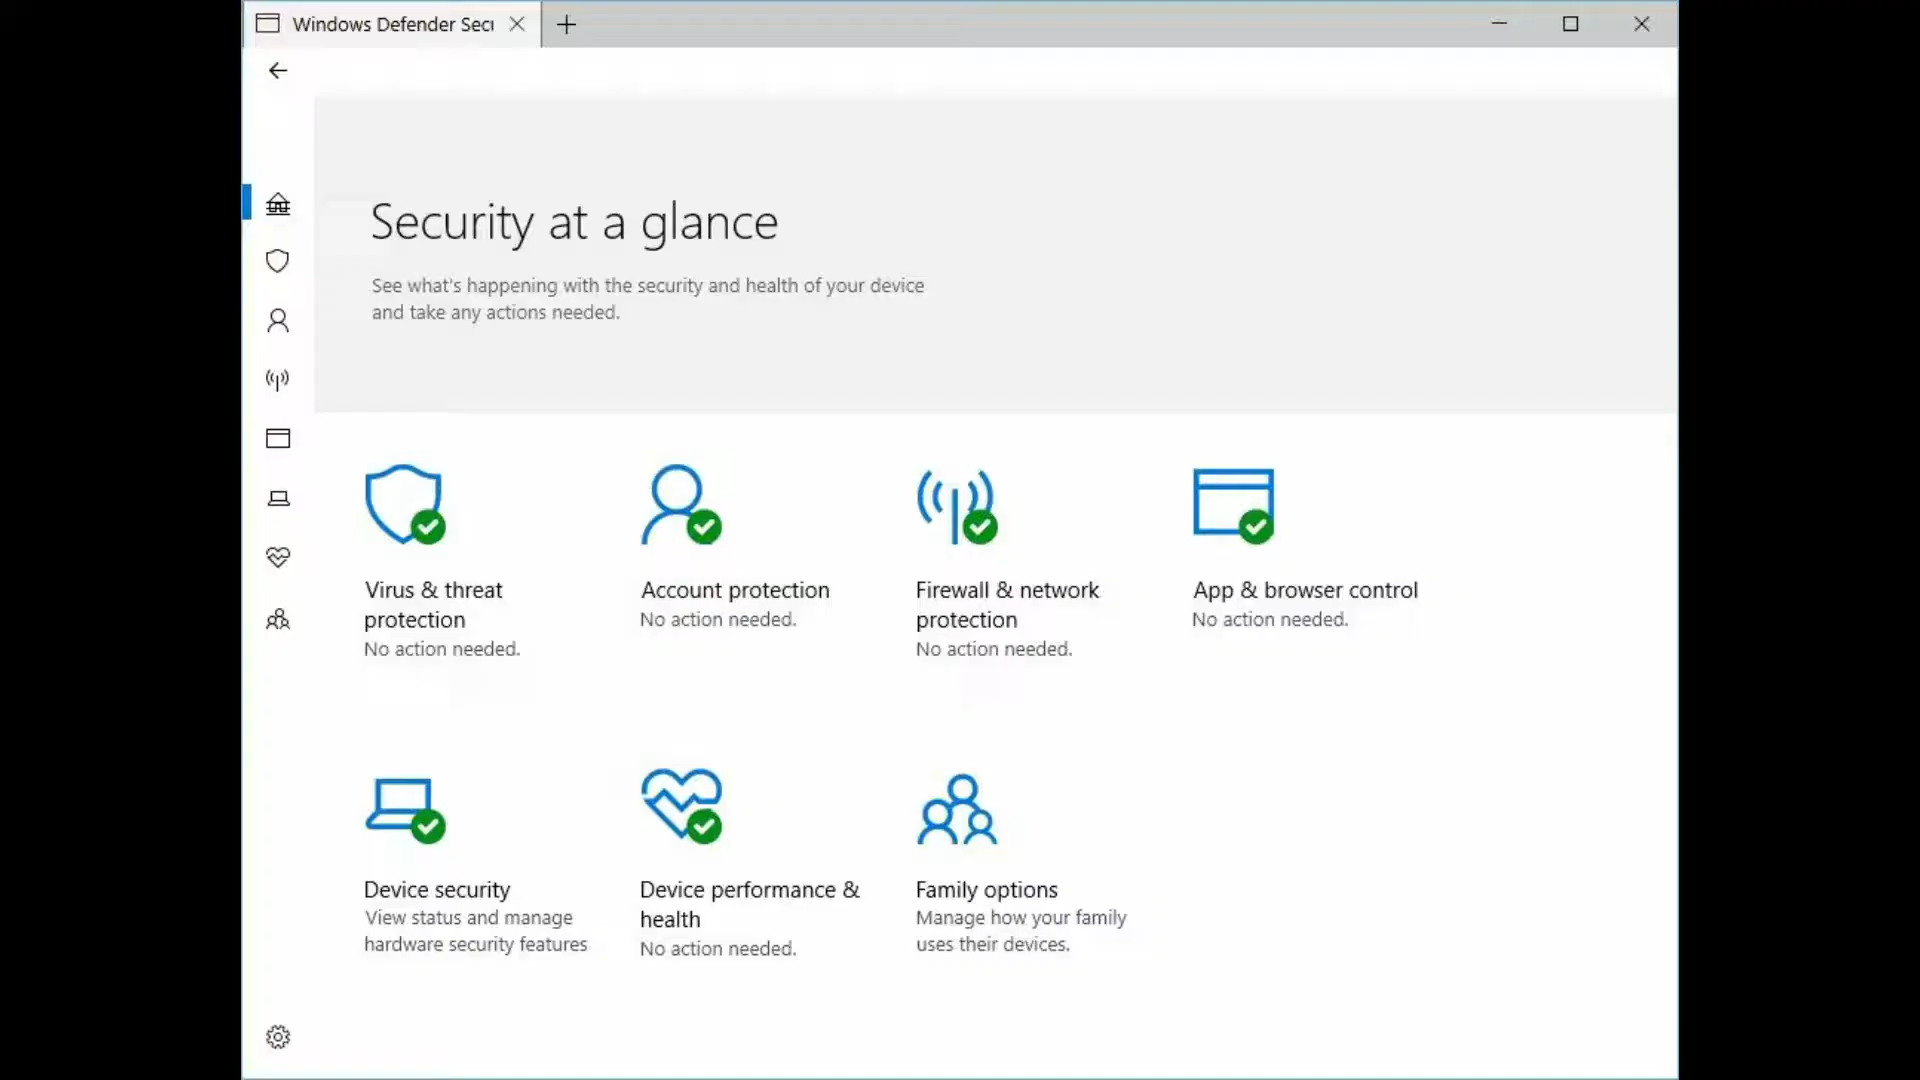 Windows Defender Seci
Security at a glance
See what's happening with the security and health of your device
and take any actions needed.
Virus & threat
protection
No action needed.
Account protection
No action needed.
Firewall & network
protection
No action needed.
App & browser control
No action needed.
Device security
View status and manage
hardware security features
Device performance &
health
No action needed.
Family options
Manage how your family
uses their devices.